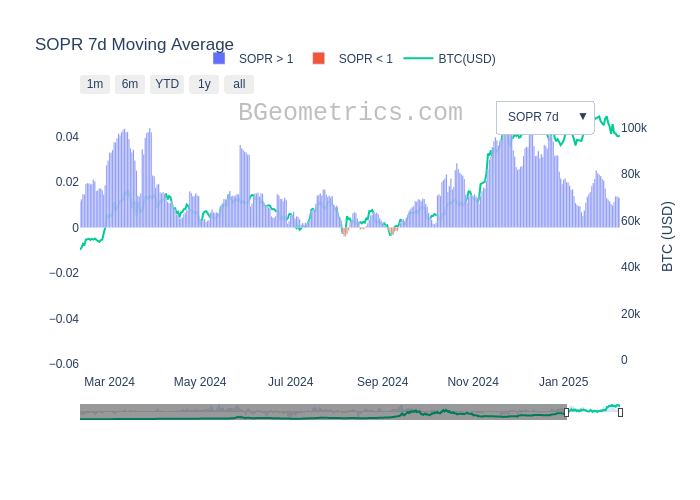 SOPR 7d Moving Average
SOPR > 1
SOPR < 1
BTC(USD)
1m
6m
YTD
1y
all
BGeometrics.com
SOPR 7d ▼
0.04
0.02
0
−0.02
−0.04
−0.06
100k
80k
60k
40k
20k
0
BTC (USD)
Mar 2024
May 2024
Jul 2024
Sep 2024
Nov 2024
Jan 2025